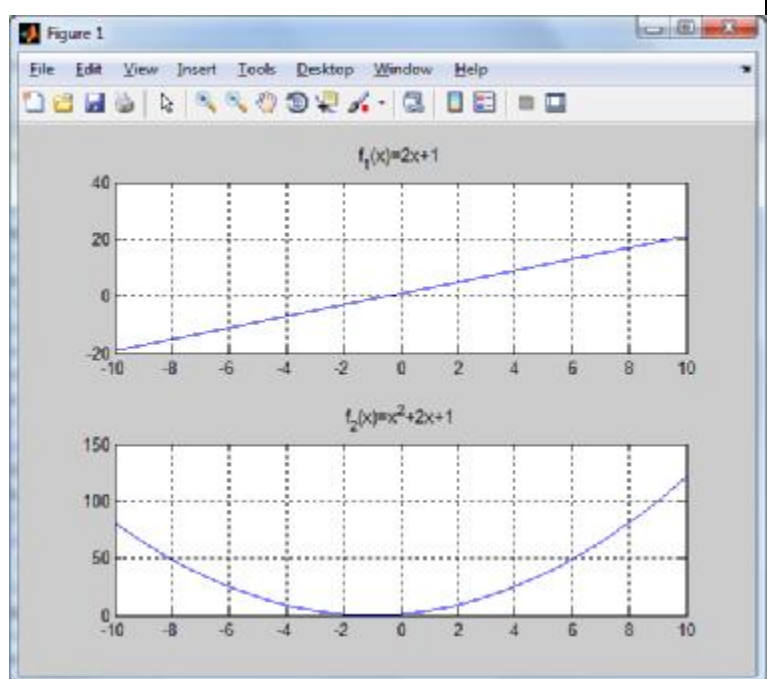 Figure 1
File Edit View Insert Tools Desktop Window Help
f1(x)=2x+1
40
20
0
-20
-10 -8 -6 -4 -2 0 2 4 6 8 10
f2(x)=x^2+2x+1
150
100
50
0
-10 -8 -6 -4 -2 0 2 4 6 8 10